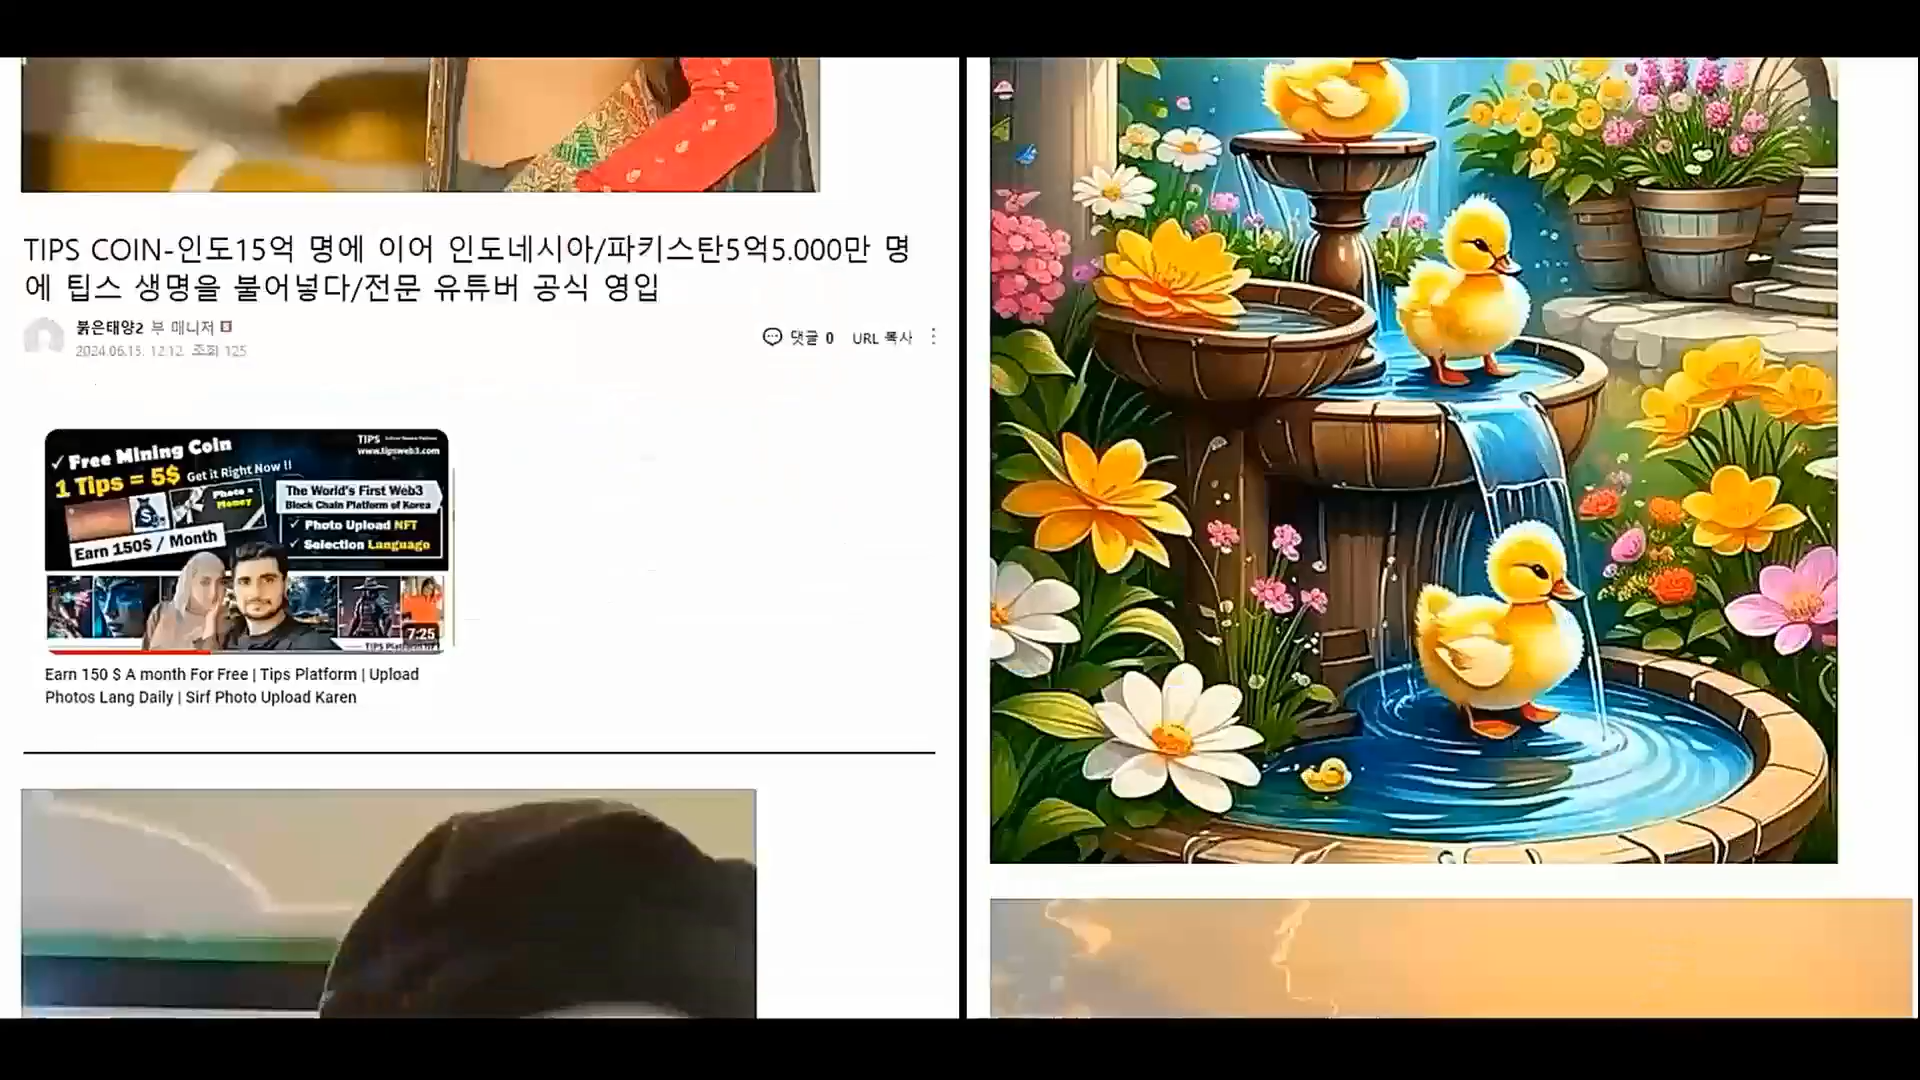 TIPS COIN-인도15억 명에 이어 인도네시아/파키스탄5억5.000만 명
에 팁스 생명을 불어넣다/전문 유튜버 공식 영입
붉은태양2 부 매니저
2024.06.15. 12:12 조회 125
댓글 0 URL 복사
✓ Free Mining Coin
1 Tips = 5$ Get it Right Now !!
Photo =
Money
Earn 150$ / Month
TIPS
www.tipsweb3.com
The World's First Web3
Block Chain Platform of Korea
✓ Photo Upload NFT
✓ Selection Language
7:25
Earn 150 $ A month For Free | Tips Platform | Upload
Photos Lang Daily | Sirf Photo Upload Karen